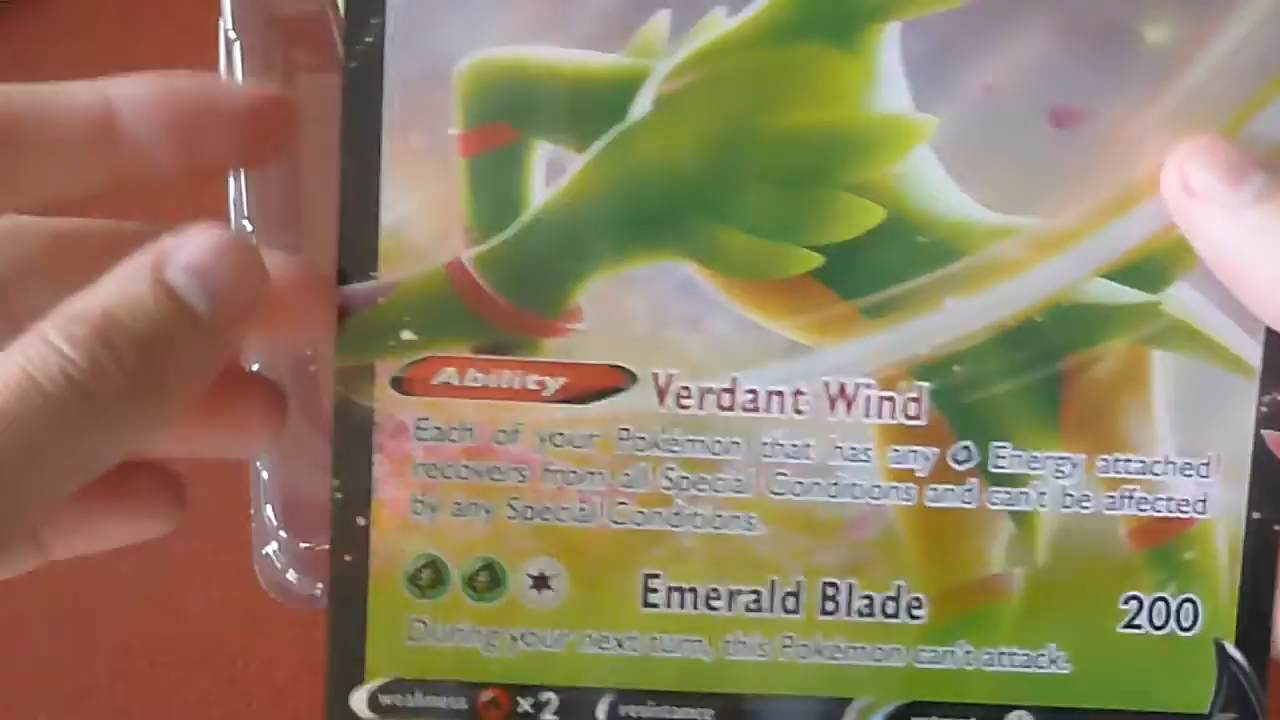 Ability Verdant Wind
Each of your Pokémon that has any Energy attached
recovers from all Special Conditions and can't be affected
by any Special Conditions.
Emerald Blade 200
During your next turn, this Pokémon can't attack.
weakness ×2 resistance